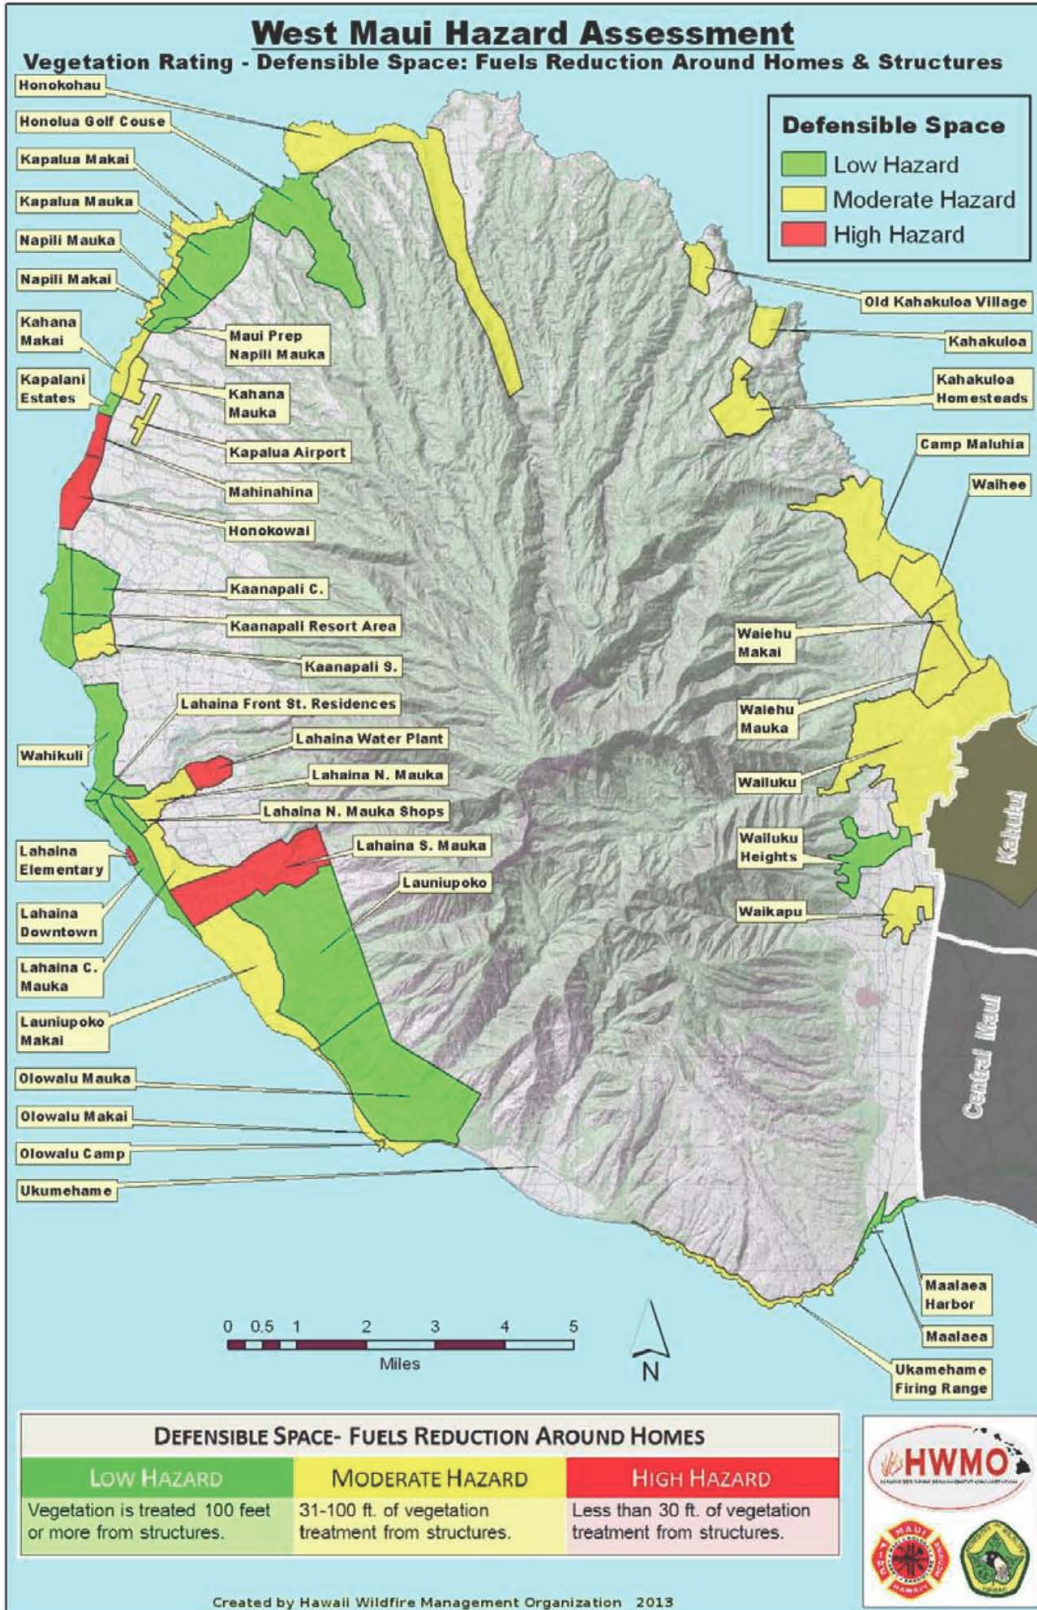 West Maui Hazard Assessment
Vegetation Rating - Defensible Space: Fuels Reduction Around Homes & Structures
Honokohau
Honolua Golf Couse
Kapalua Makai
Kapalua Mauka
Napili Mauka
Napili Makai
Kahana
Makai
Kapalani
Estates
Maui Prep
Napili Mauka
Kahana
Mauka
Kapalua Airport
Mahinahina
Honokowai
Kaanapali C.
Kaanapali Resort Area
Kaanapali S.
Lahaina Front St. Residences
Wahikuli
Lahaina Water Plant
Lahaina N. Mauka
Lahaina N. Mauka Shops
Lahaina S. Mauka
Launiupoko
Lahaina
Elementary
Lahaina
Downtown
Lahaina C.
Mauka
Launiupoko
Makai
Olowalu Mauka
Olowalu Makai
Olowalu Camp
Ukumehame
Defensible Space
Low Hazard
Moderate Hazard
High Hazard
Old Kahakuloa Village
Kahakuloa
Kahakuloa
Homesteads
Camp Maluhia
Waihee
Waiehu
Makai
Waiehu
Mauka
Wailuku
Wailuku
Heights
Waikapu
Kahului
Central Maui
Maalaea
Harbor
Maalaea
Ukamehame
Firing Range
0 0.5 1 2 3 4 5
Miles
N
DEFENSIBLE SPACE- FUELS REDUCTION AROUND HOMES
LOW HAZARD
MODERATE HAZARD
HIGH HAZARD
Vegetation is treated 100 feet
or more from structures.
31-100 ft. of vegetation
treatment from structures.
Less than 30 ft. of vegetation
treatment from structures.
HWMO
MAUI
FIRE
HAWAII
Created by Hawaii Wildfire Management Organization 2013